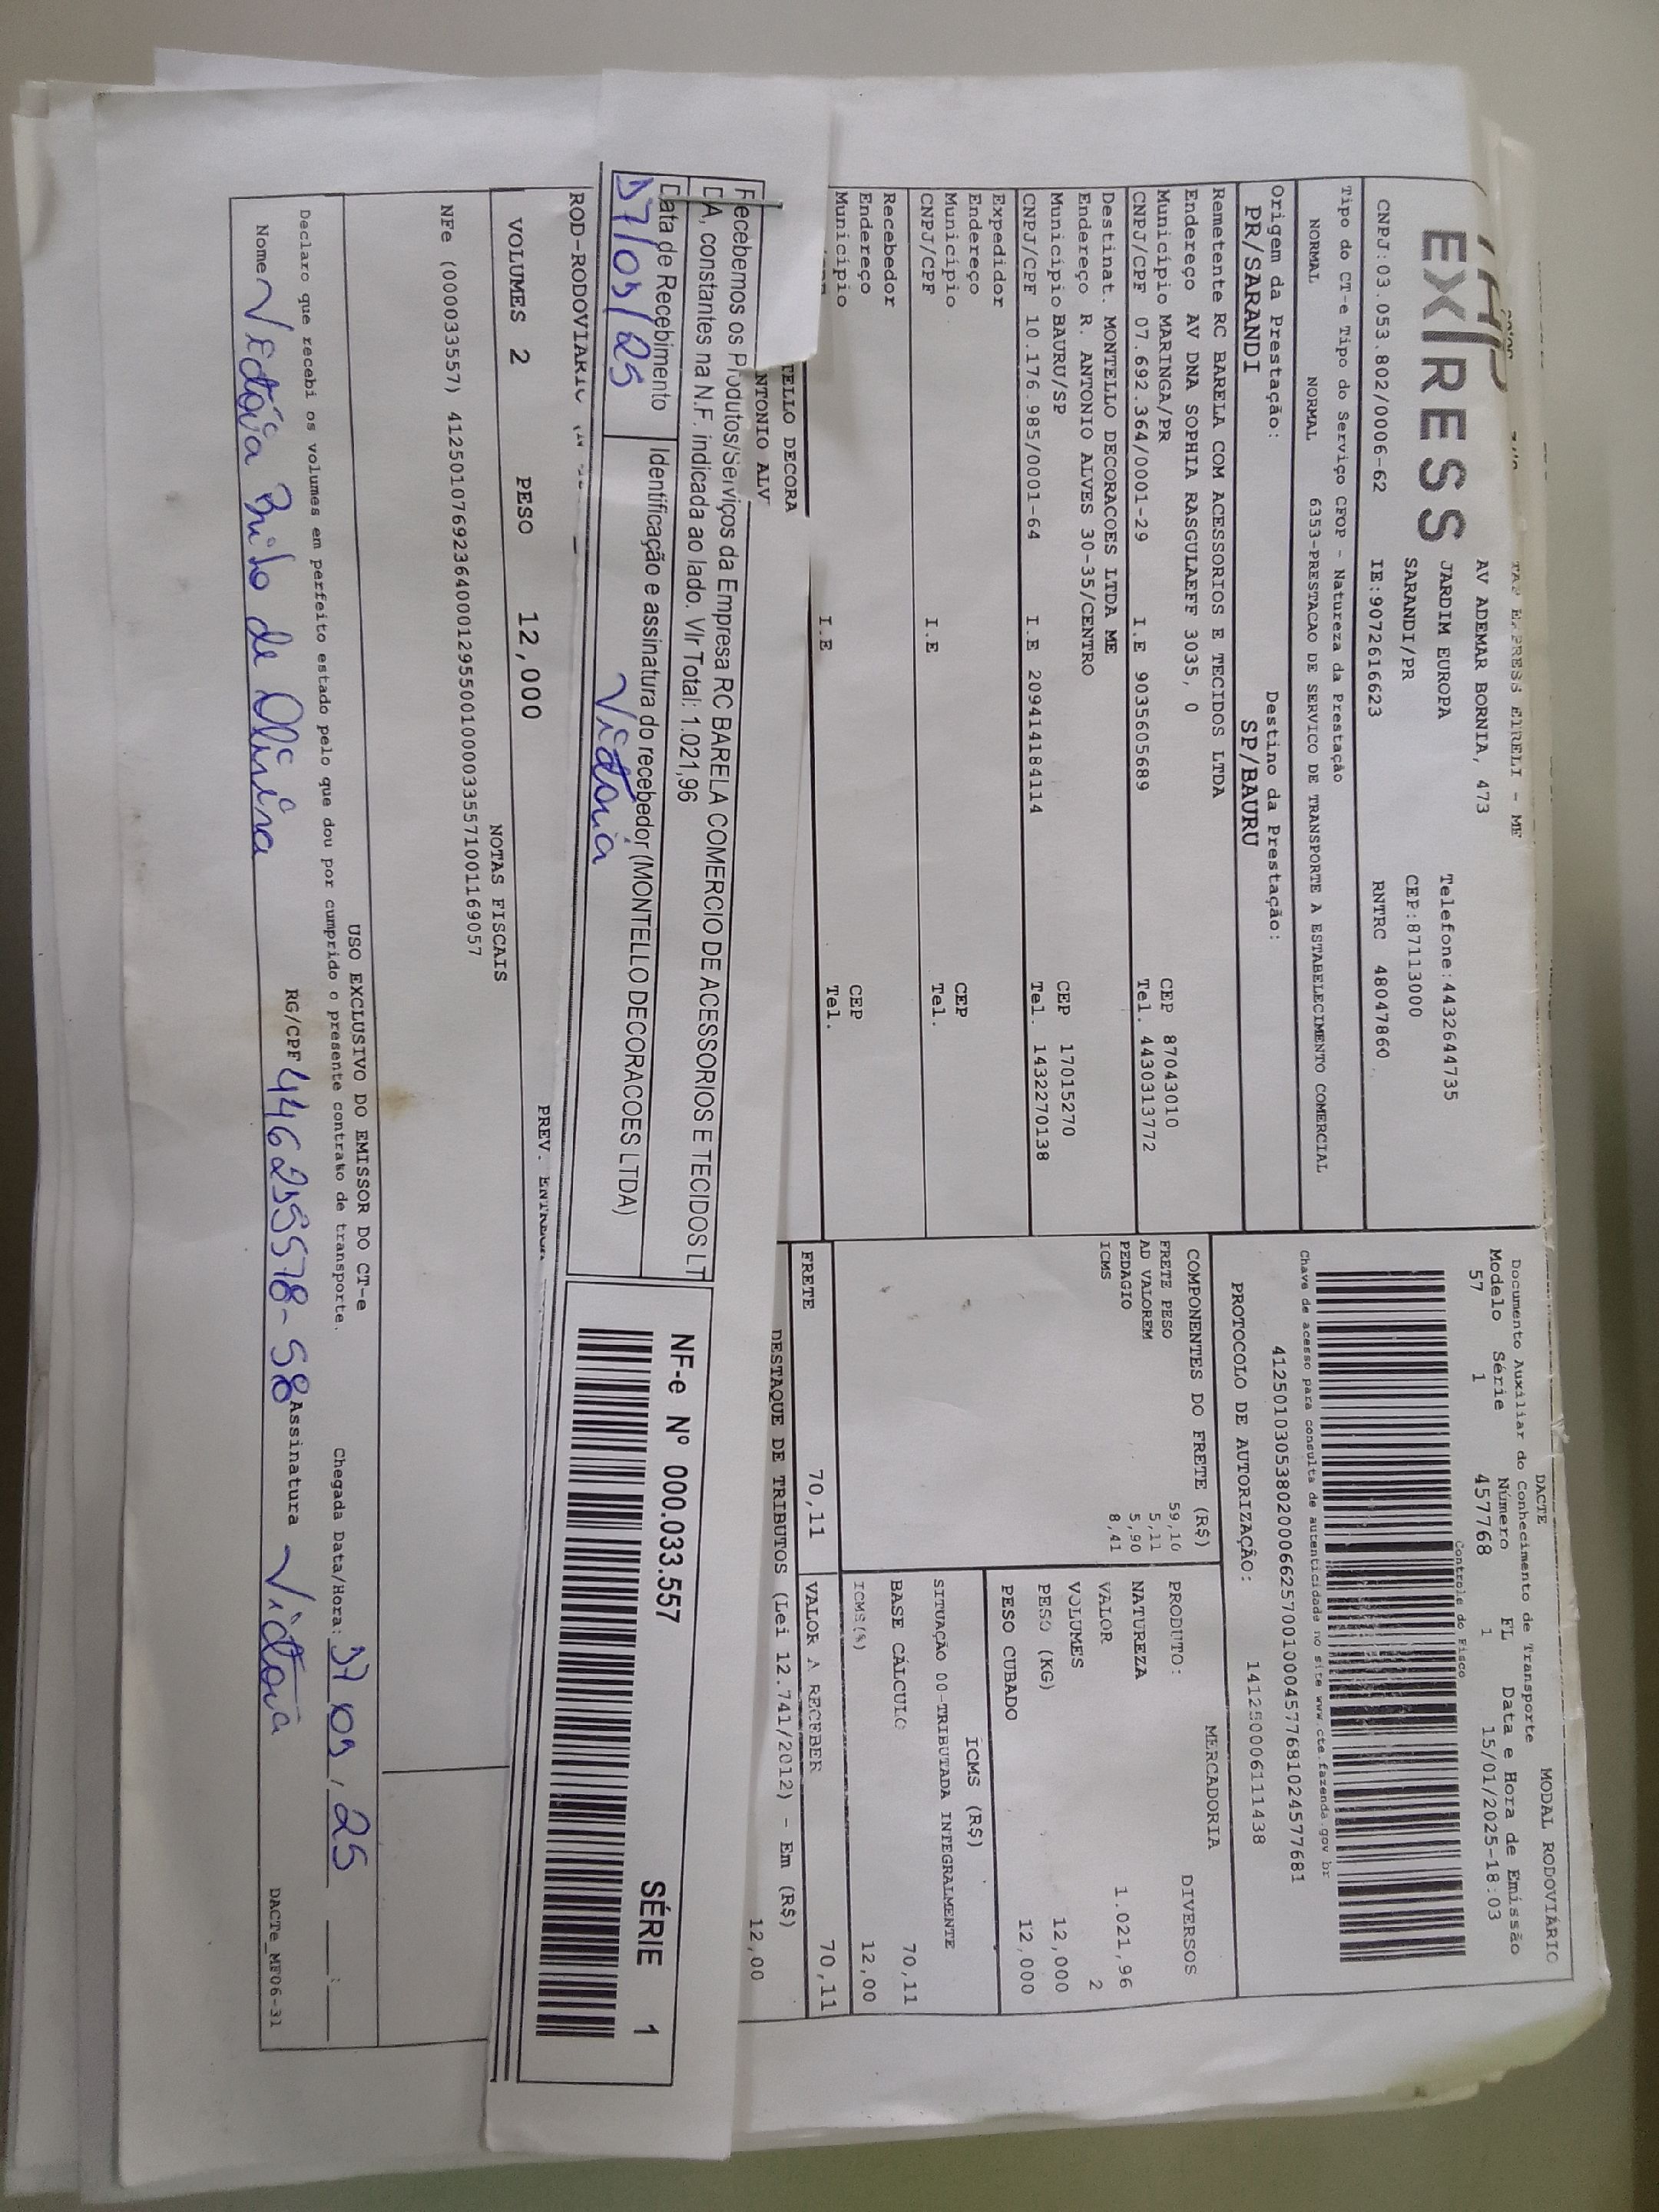 EXPRESS
TAP EXPRESS EIRELI - ME
AV ADEMAR BORNIA, 473
JARDIM EUROPA Telefone:4432644735
SARANDI/PR CEP:87113000
CNPJ:03.053.802/0006-62 IE:9072616623 RNTRC 48047860
Tipo do CT-e Tipo do Serviço CFOP - Natureza da Prestação
NORMAL NORMAL 6353-PRESTACAO DE SERVICO DE TRANSPORTE A ESTABELECIMENTO COMERCIAL
Origem da Prestação: Destino da Prestação:
PR/SARANDI SP/BAURU
DACTE MODAL RODOVIÁRIO
Documento Auxiliar do Conhecimento de Transporte
Modelo Série Número FL Data e Hora de Emissão
57 1 457768 1 15/01/2025-18:03
Controle do Fisco
Chave de acesso para consulta de autenticidade no site www.cte.fazenda.gov.br
41250103053802000662570010004577681024577681
PROTOCOLO DE AUTORIZAÇÃO: 141250006111438
Remetente RC BARELA COM ACESSORIOS E TECIDOS LTDA
Endereço AV DNA SOPHIA RASGULAEFF 3035, 0
Município MARINGA/PR CEP 87043010
CNPJ/CPF 07.692.364/0001-29 I.E 9035605689 Tel. 443031377​2
Destinat. MONTELLO DECORACOES LTDA ME
Endereço R. ANTONIO ALVES 30-35/CENTRO
Município BAURU/SP CEP 17015270
CNPJ/CPF 10.176.985/0001-64 I.E 209414184114 Tel. 1432270138
Expedidor
Endereço
Município CEP
CNPJ/CPF I.E Tel.
Recebedor
Endereço CEP
Município I.E Tel.
COMPONENTES DO FRETE (R$)
FRETE PESO 59,10
AD VALOREM 5,11
PEDAGIO 5,90
ICMS 8,41
MERCADORIA
PRODUTO: DIVERSOS
NATUREZA
VALOR 1.021,96
VOLUMES 2
PESO (KG) 12,000
PESO CUBADO 12,000
ICMS (R$)
SITUAÇÃO 00-TRIBUTADA INTEGRALMENTE
BASE CÁLCULO 70,11
ICMS(%) 12,00
FRETE 70,11 VALOR A RECEBER 70,11
DESTAQUE DE TRIBUTOS (Lei 12.741/2012) - Em (R$) 12,00
TELLO DECORA
NTONIO ALV
Recebemos os Produtos/Serviços da Empresa RC BARELA COMERCIO DE ACESSORIOS E TECIDOS LT
DA, constantes na N.F. indicada ao lado. Vlr Total: 1.021,96
Data de Recebimento Identificação e assinatura do recebedor (MONTELLO DECORACOES LTDA)
Victoria
NF-e Nº 000.033.557 SÉRIE 1
ROD-RODOVIARIO
PREV.
VOLUMES 2 PESO 12,000
NOTAS FISCAIS
NFe (000033557) 41250107692364000129550010000335571001169057
USO EXCLUSIVO DO EMISSOR DO CT-e
Declaro que recebi os volumes em perfeito estado pelo que dou por cumprido o presente contrato de transporte. Chegada Data/Hora:
Nome Victória de Oliveira RG/CPF Assinatura Victoria
DACTe_MF06-31